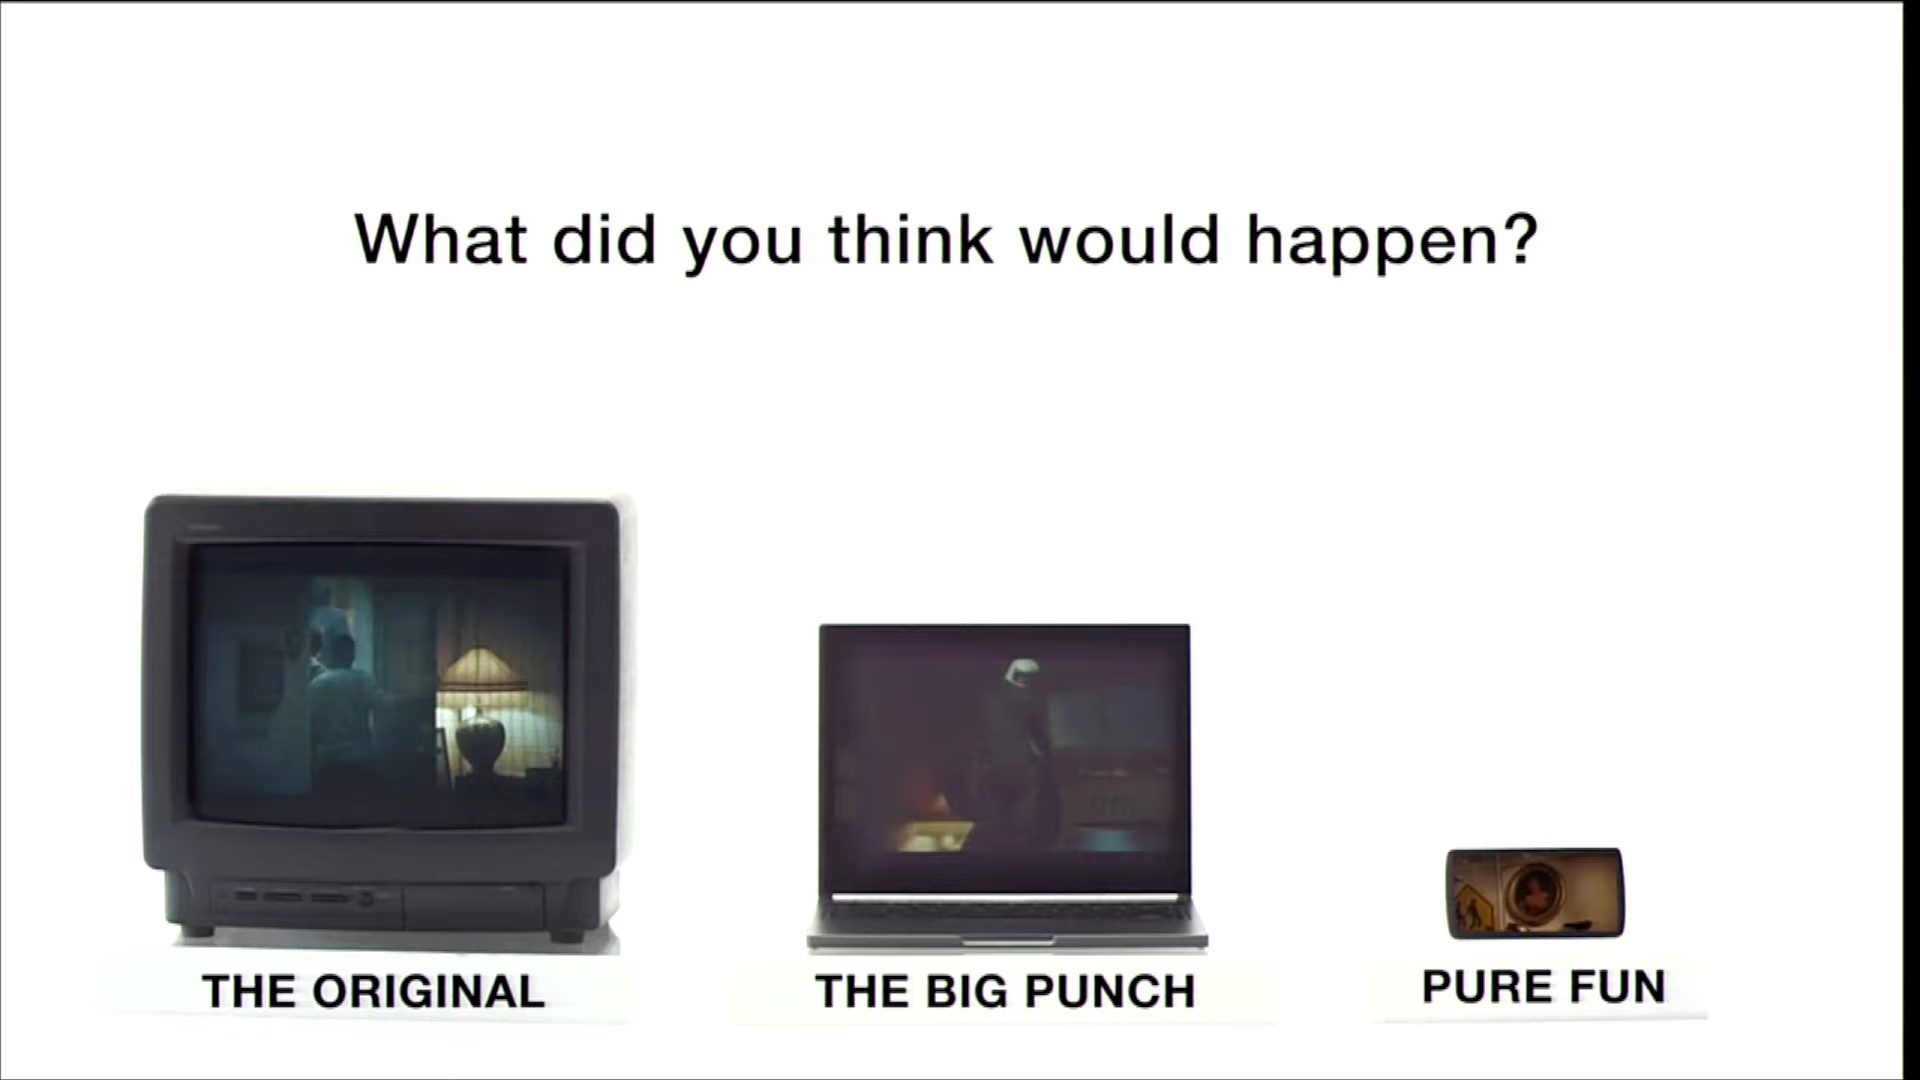 What did you think would happen?
THE ORIGINAL
THE BIG PUNCH
PURE FUN